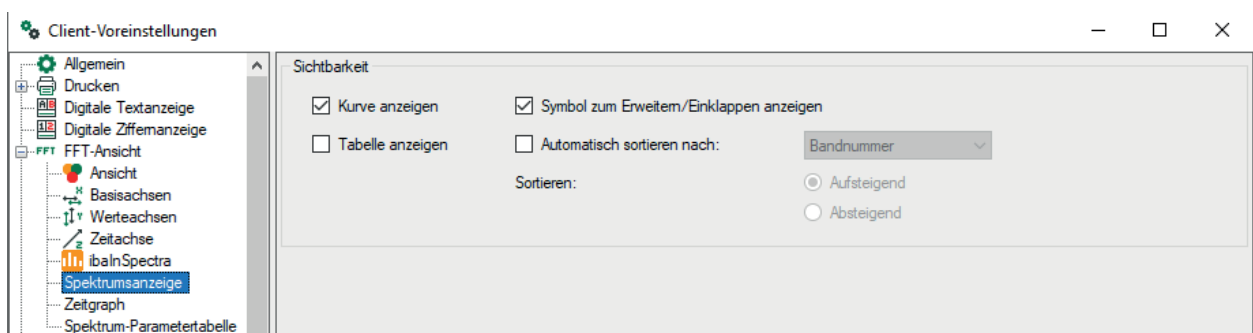 Client-Voreinstellungen
Allgemein
Drucken
Digitale Textanzeige
Digitale Ziffernanzeige
FFT FFT-Ansicht
Ansicht
X Basisachsen
Y Werteachsen
Z Zeitachse
ibaInSpectra
Spektrumsanzeige
Zeitgraph
Spektrum-Parametertabelle
Sichtbarkeit
Kurve anzeigen
Symbol zum Erweitern/Einklappen anzeigen
Tabelle anzeigen
Automatisch sortieren nach:
Bandnummer
Sortieren:
Aufsteigend
Absteigend